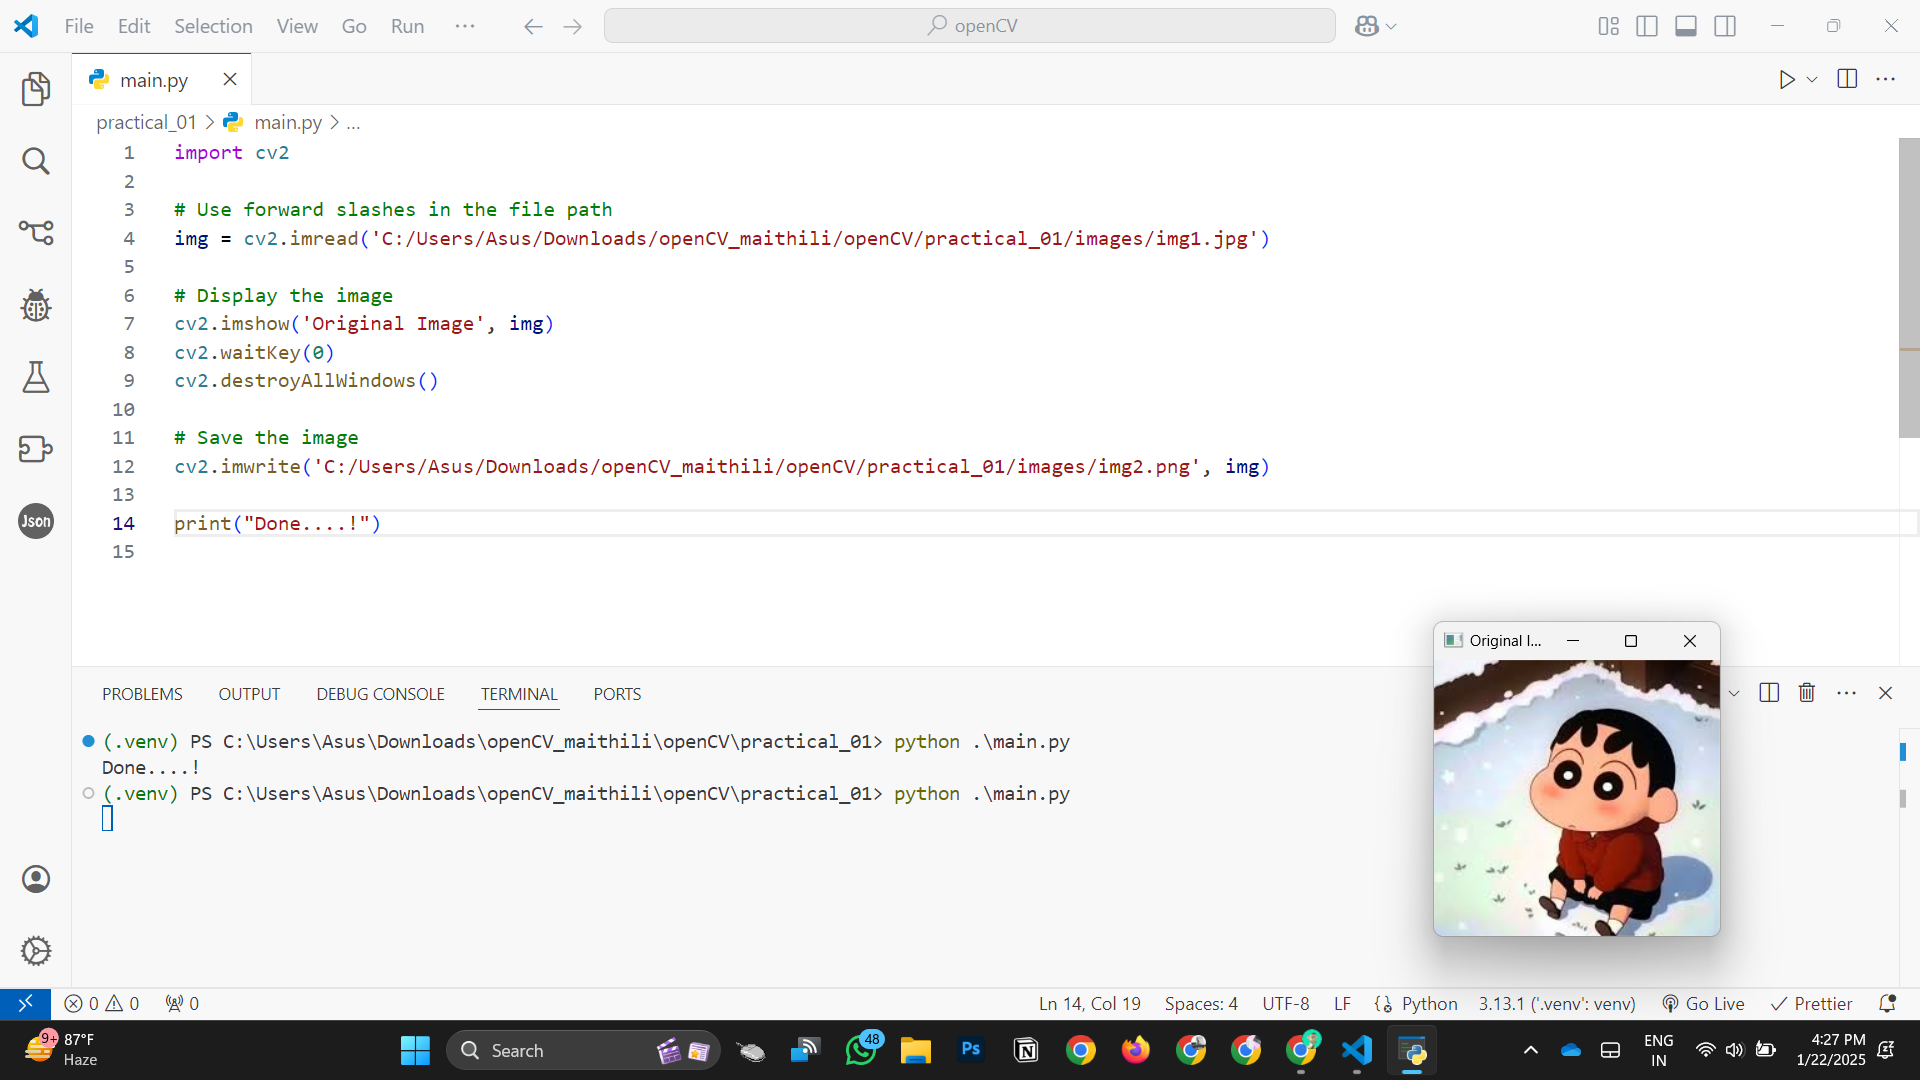 File Edit Selection View Go Run ··· openCV
main.py
practical_01 > main.py > ...
1 import cv2
2
3 # Use forward slashes in the file path
4 img = cv2.imread('C:/Users/Asus/Downloads/openCV_maithili/openCV/practical_01/images/img1.jpg')
5
6 # Display the image
7 cv2.imshow('Original Image', img)
8 cv2.waitKey(0)
9 cv2.destroyAllWindows()
10
11 # Save the image
12 cv2.imwrite('C:/Users/Asus/Downloads/openCV_maithili/openCV/practical_01/images/img2.png', img)
13
14 print("Done....!")
15
Json
Original I...
PROBLEMS OUTPUT DEBUG CONSOLE TERMINAL PORTS
(.venv) PS C:\Users\Asus\Downloads\openCV_maithili\openCV\practical_01> python .\main.py
Done....!
(.venv) PS C:\Users\Asus\Downloads\openCV_maithili\openCV\practical_01> python .\main.py
0 0 0 Ln 14, Col 19 Spaces: 4 UTF-8 LF Python 3.13.1 ('.venv': venv) Go Live Prettier
9+ 87°F
Haze
Search
48
Ps
ENG
IN
4:27 PM
1/22/2025